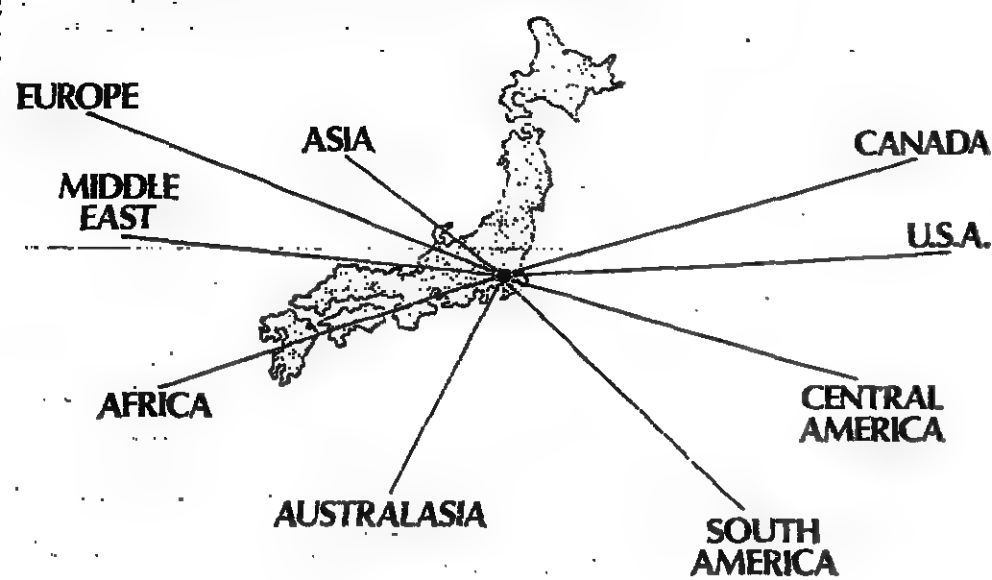 EUROPE
ASIA
CANADA
MIDDLE
EAST
U.S.A.
AFRICA
CENTRAL
AMERICA
AUSTRALASIA
SOUTH
AMERICA